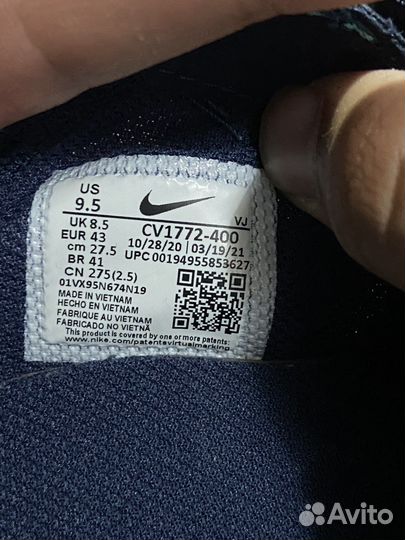 US
9.5
UK 8.5
EUR 43
cm 27.5
BR 41
CN 275(2.5)
VJ
CV1772-400
10/28/20 03/19/21
UPC 00194955853627
01VX95N674N19
MADE IN VIETNAM
HECHO EN VIETNAM
FABRIQUE AU VIETNAM
FABRICADO NO VIETNÃ
This product is covered by one or more patents:
www.nike.com/patentsvirtualmarking
Avito